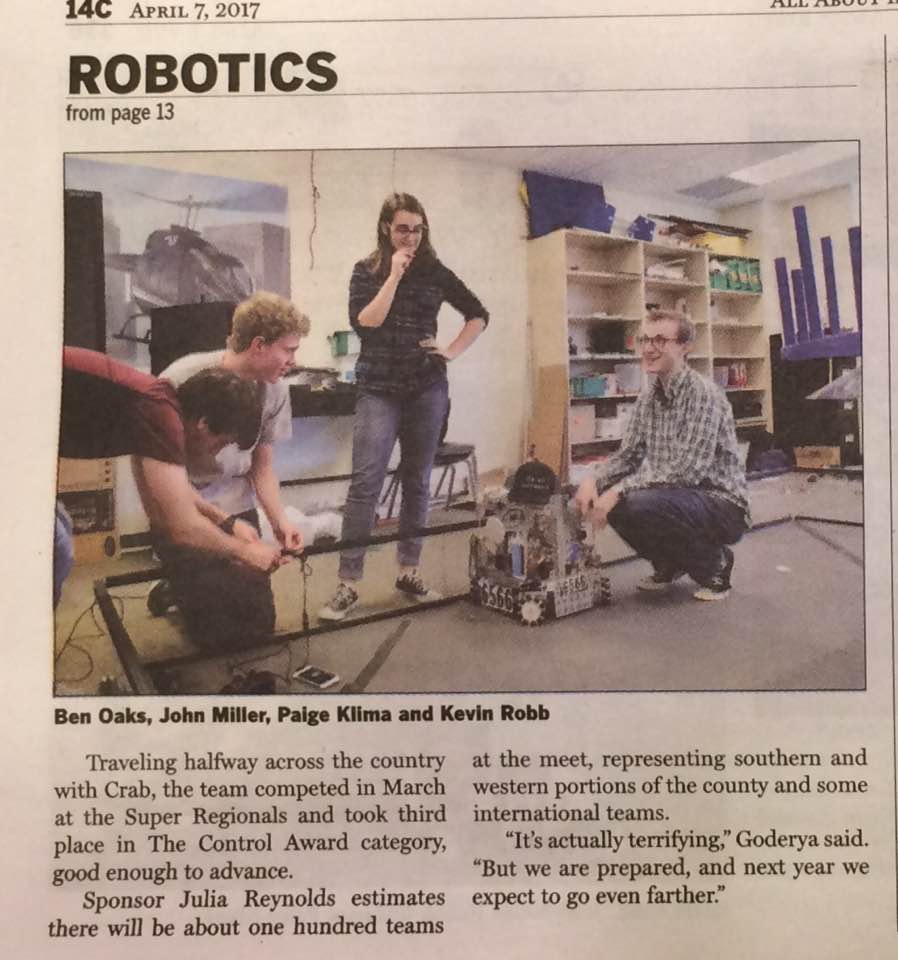 14C APRIL 7, 2017
ALL ABOUT
ROBOTICS
from page 13
6566
6566
Ben Oaks, John Miller, Paige Klima and Kevin Robb
Traveling halfway across the country
with Crab, the team competed in March
at the Super Regionals and took third
place in The Control Award category,
good enough to advance.
Sponsor Julia Reynolds estimates
there will be about one hundred teams
at the meet, representing southern and
western portions of the county and some
international teams.
“It’s actually terrifying,” Goderya said.
“But we are prepared, and next year we
expect to go even farther.”